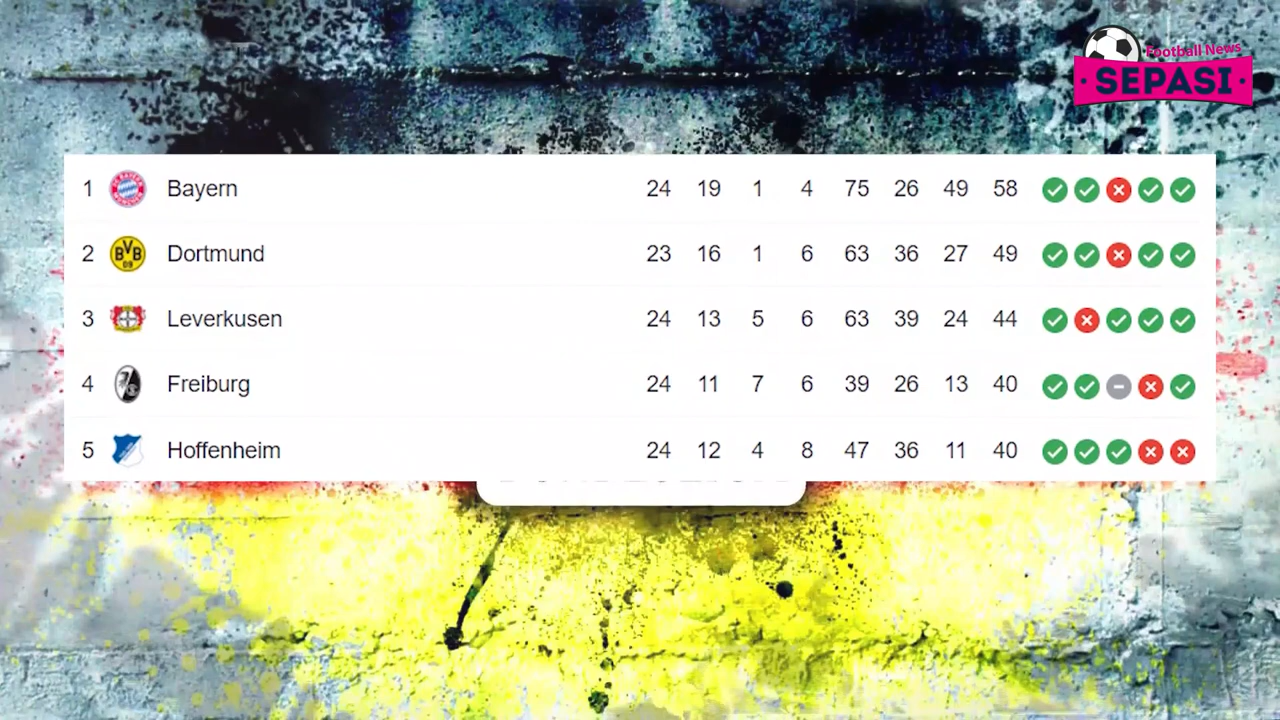 Football News
SEPASI
1 Bayern 24 19 1 4 75 26 49 58
2 Dortmund 23 16 1 6 63 36 27 49
BVB
09
3 Leverkusen 24 13 5 6 63 39 24 44
4 Freiburg 24 11 7 6 39 26 13 40
5 Hoffenheim 24 12 4 8 47 36 11 40